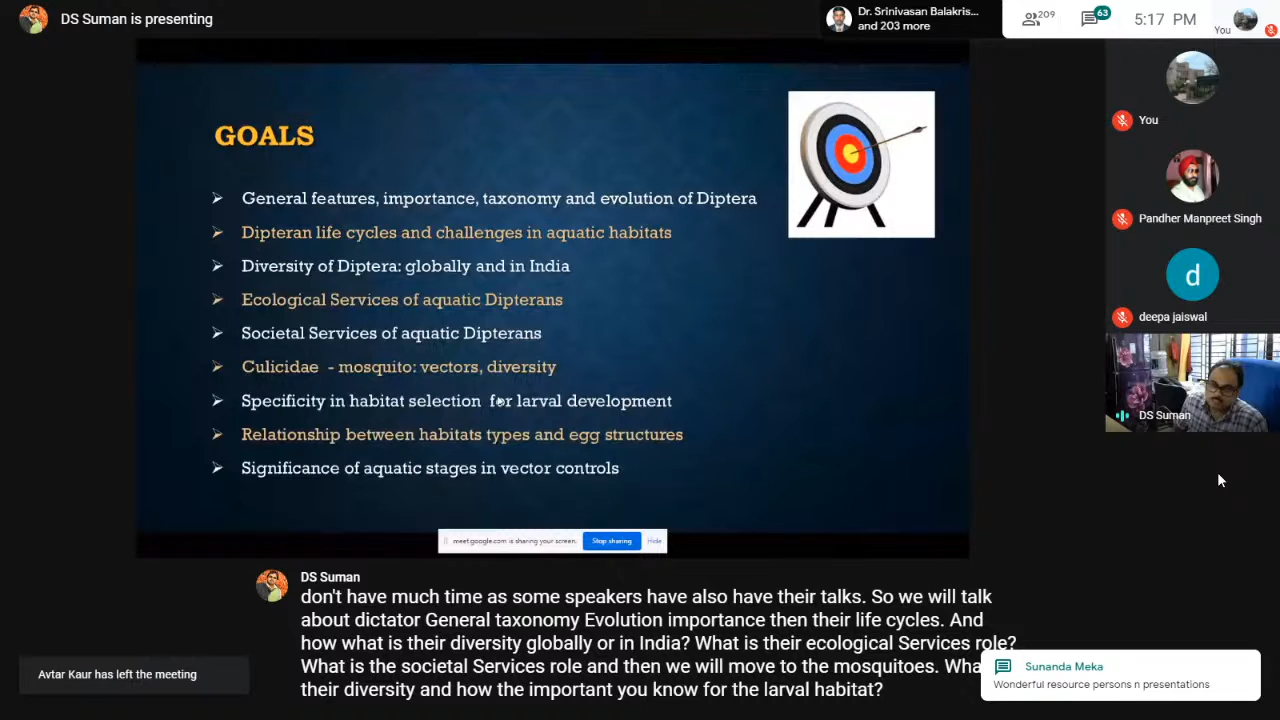 DS Suman is presenting
Dr. Srinivasan Balakris...
and 203 more
209
63
5:17 PM
You
GOALS
General features, importance, taxonomy and evolution of Diptera
Dipteran life cycles and challenges in aquatic habitats
Diversity of Diptera: globally and in India
Ecological Services of aquatic Dipterans
Societal Services of aquatic Dipterans
Culicidae - mosquito: vectors, diversity
Specificity in habitat selection for larval development
Relationship between habitats types and egg structures
Significance of aquatic stages in vector controls
meet.google.com is sharing your screen.
Stop sharing
Hide
You
Pandher Manpreet Singh
d
deepa jaiswal
DS Suman
DS Suman
don't have much time as some speakers have also have their talks. So we will talk
about dictator General taxonomy Evolution importance then their life cycles. And
how what is their diversity globally or in India? What is their ecological Services role?
What is the societal Services role and then we will move to the mosquitoes. Wha
their diversity and how the important you know for the larval habitat?
Avtar Kaur has left the meeting
Sunanda Meka
Wonderful resource persons n presentations